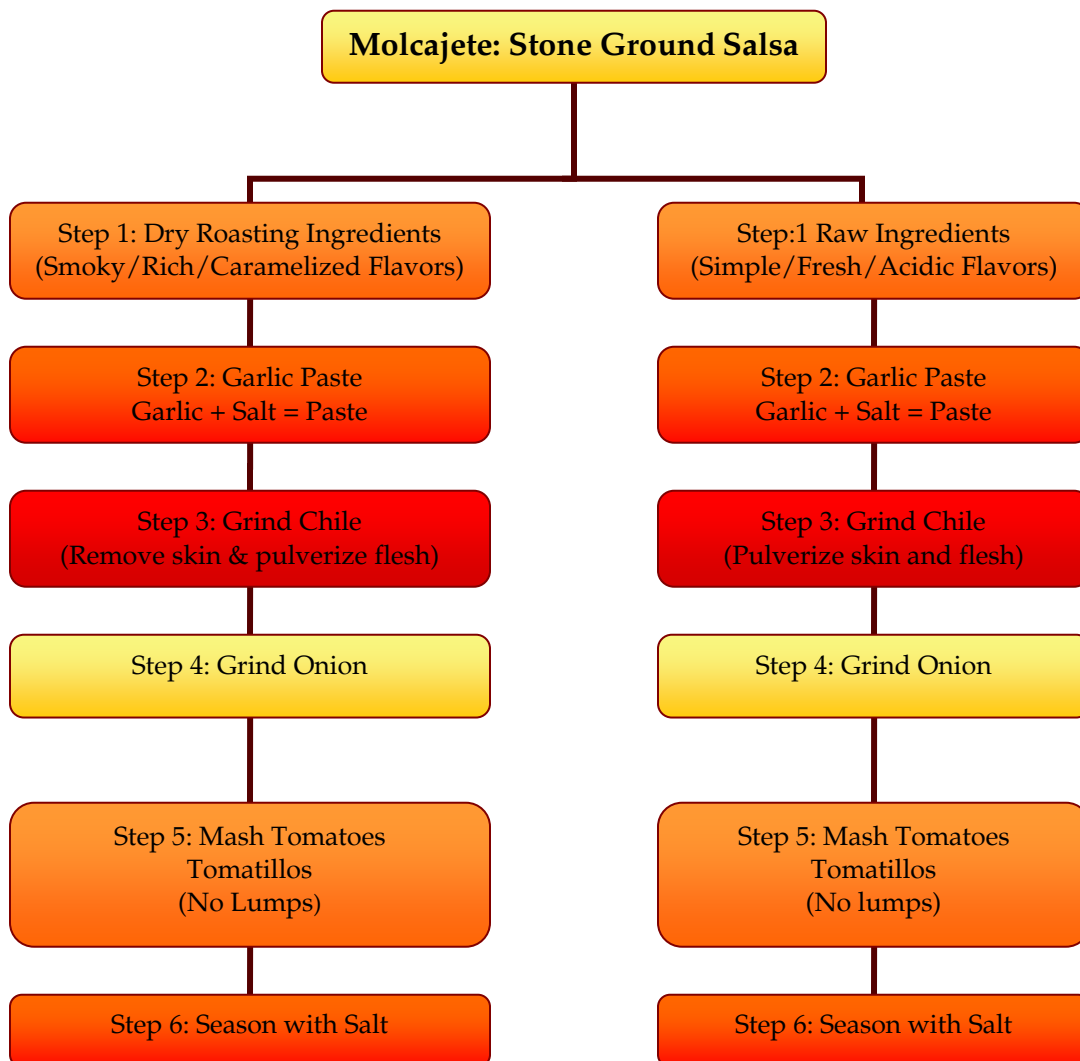 Molcajete: Stone Ground Salsa
Step 1: Dry Roasting Ingredients
(Smoky/Rich/Caramelized Flavors)
Step 2: Garlic Paste
Garlic + Salt = Paste
Step 3: Grind Chile
(Remove skin & pulverize flesh)
Step 4: Grind Onion
Step 5: Mash Tomatoes
Tomatillos
(No Lumps)
Step 6: Season with Salt
Step:1 Raw Ingredients
(Simple/Fresh/Acidic Flavors)
Step 2: Garlic Paste
Garlic + Salt = Paste
Step 3: Grind Chile
(Pulverize skin and flesh)
Step 4: Grind Onion
Step 5: Mash Tomatoes
Tomatillos
(No lumps)
Step 6: Season with Salt